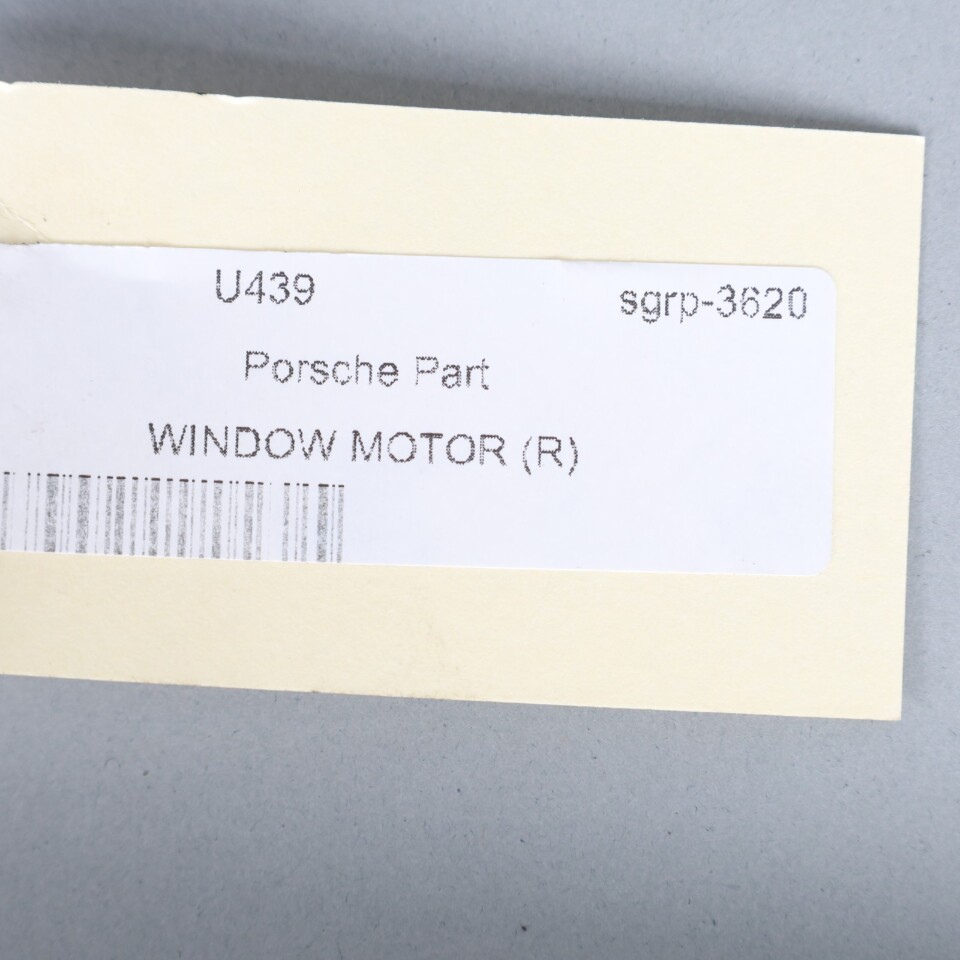 U439 sgrp-3620
Porsche Part
WINDOW MOTOR (R)